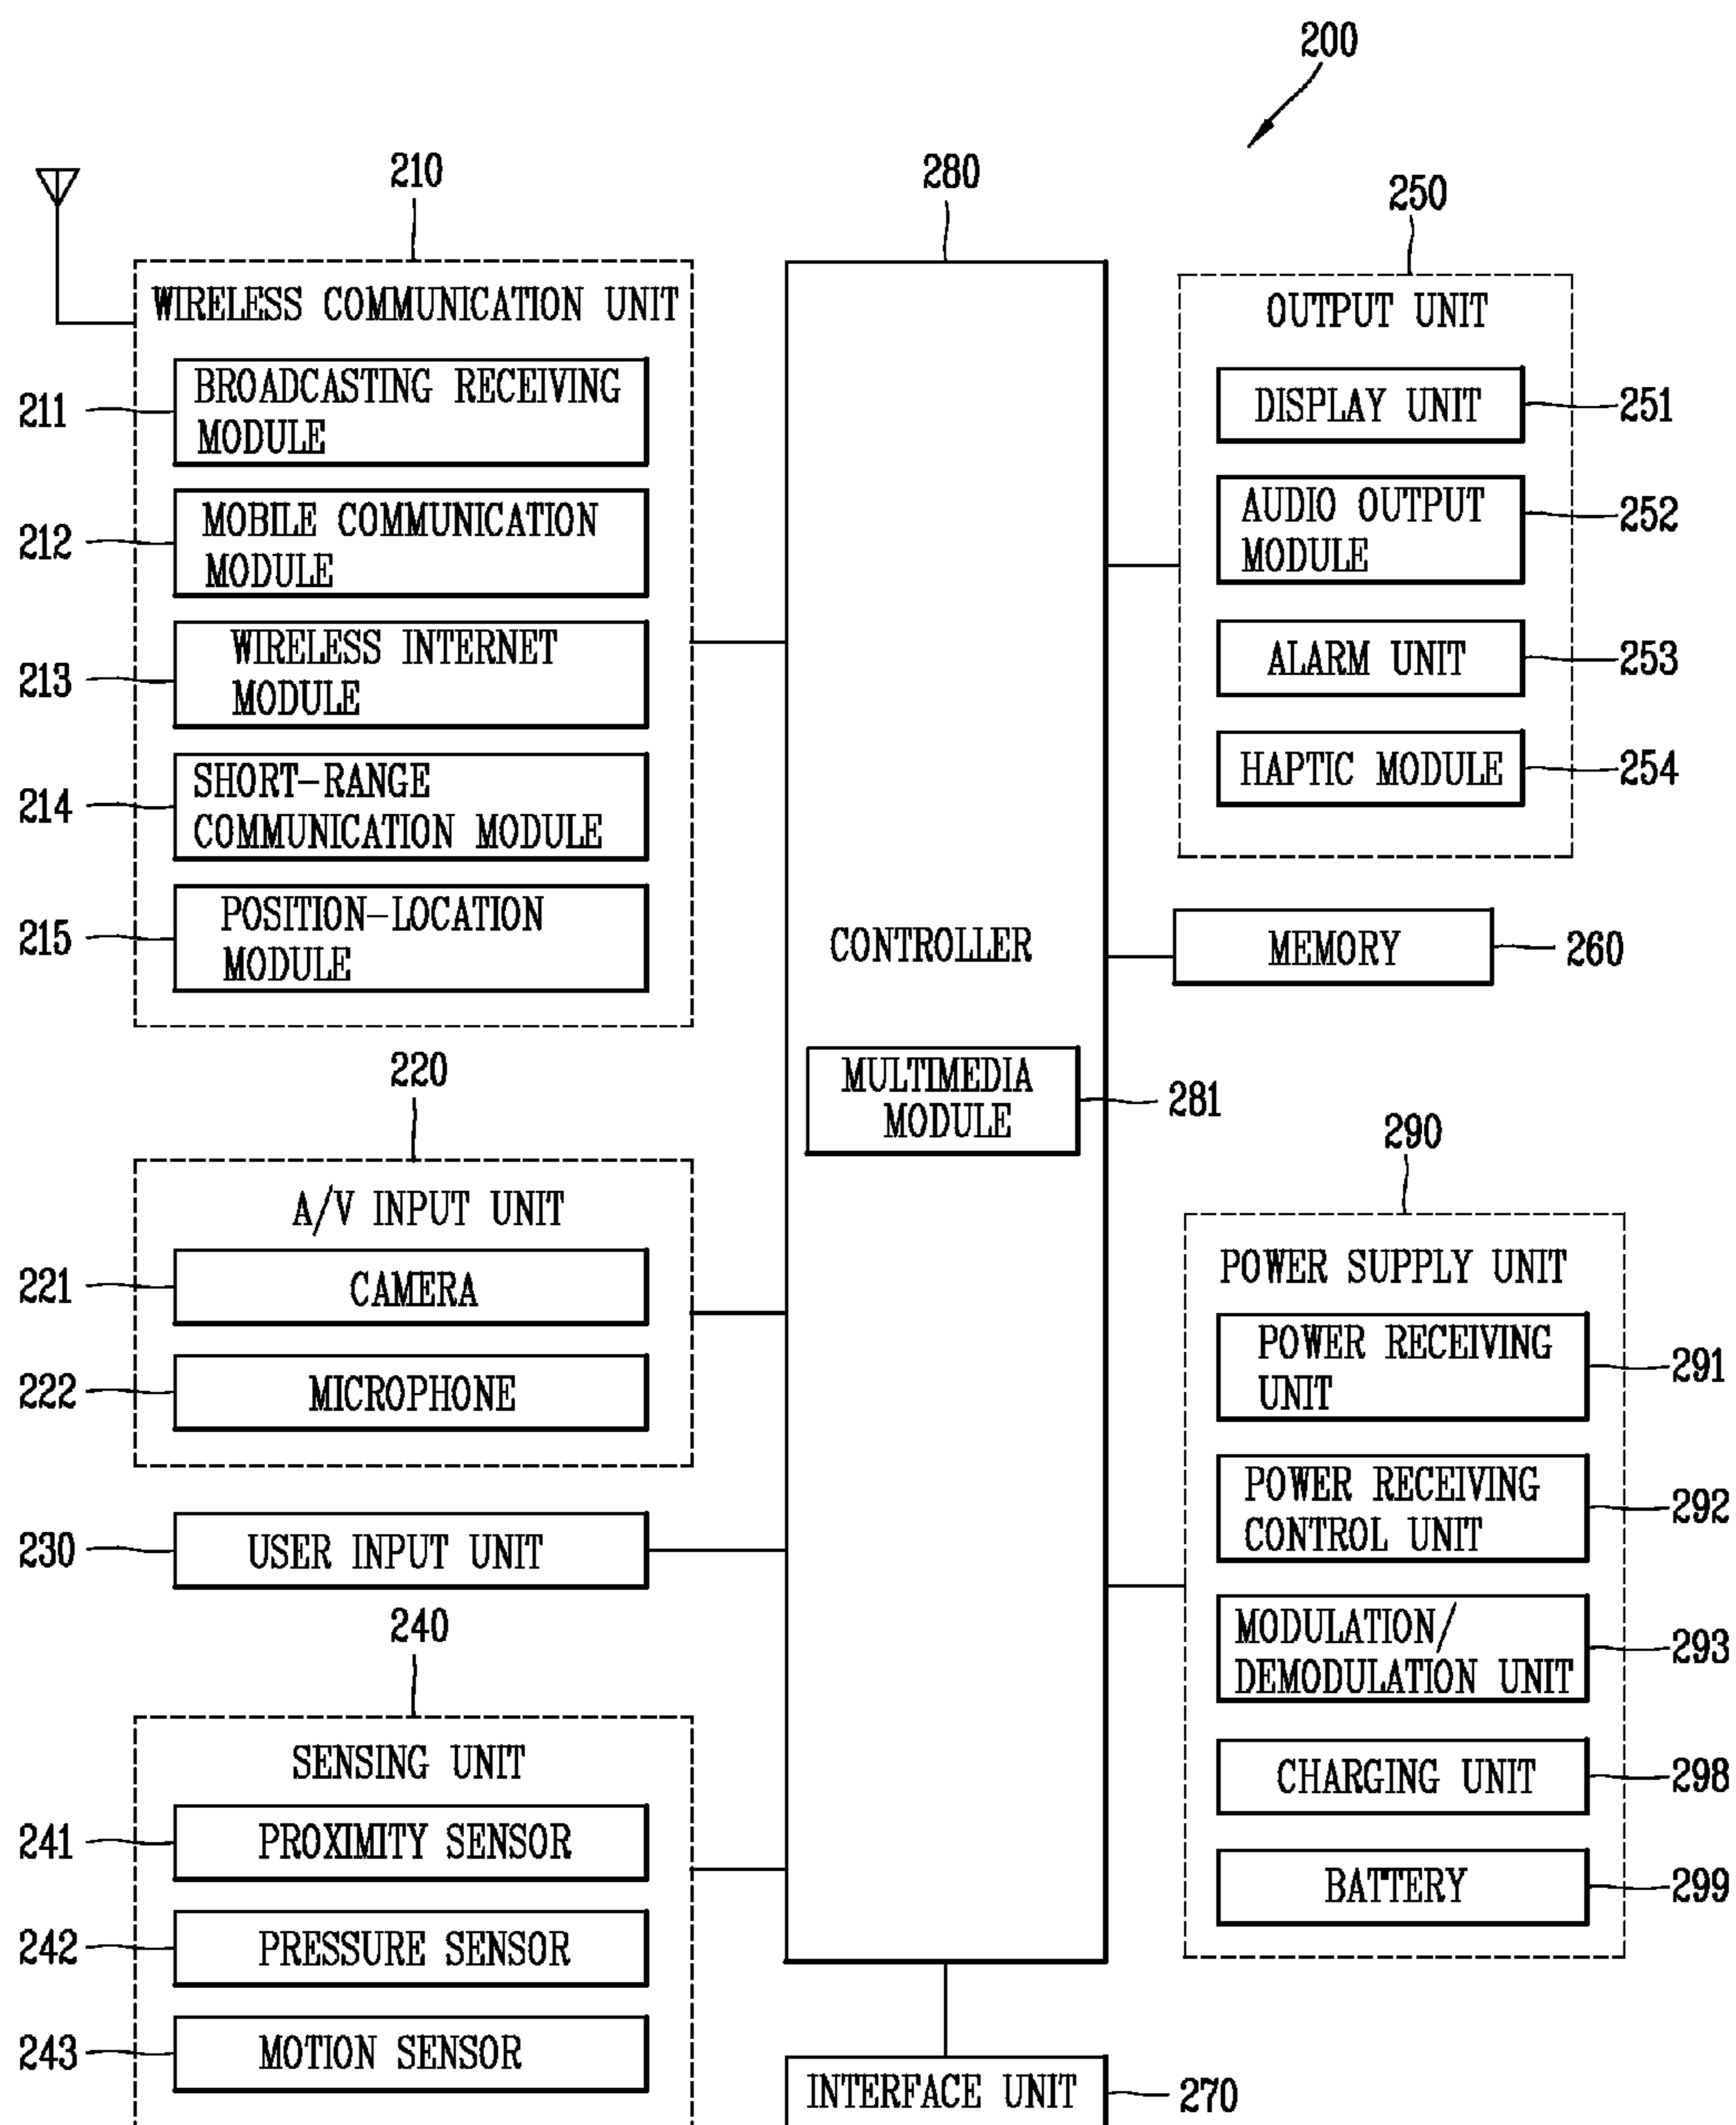 200
210
WIRELESS COMMUNICATION UNIT
211
BROADCASTING RECEIVING
MODULE
212
MOBILE COMMUNICATION
MODULE
213
WIRELESS INTERNET
MODULE
214
SHORT-RANGE
COMMUNICATION MODULE
215
POSITION-LOCATION
MODULE
220
A/V INPUT UNIT
221
CAMERA
222
MICROPHONE
230
USER INPUT UNIT
240
SENSING UNIT
241
PROXIMITY SENSOR
242
PRESSURE SENSOR
243
MOTION SENSOR
280
CONTROLLER
MULTIMEDIA
MODULE
281
INTERFACE UNIT
270
250
OUTPUT UNIT
DISPLAY UNIT
251
AUDIO OUTPUT
MODULE
252
ALARM UNIT
253
HAPTIC MODULE
254
MEMORY
260
290
POWER SUPPLY UNIT
POWER RECEIVING
UNIT
291
POWER RECEIVING
CONTROL UNIT
292
MODULATION/
DEMODULATION UNIT
293
CHARGING UNIT
298
BATTERY
299